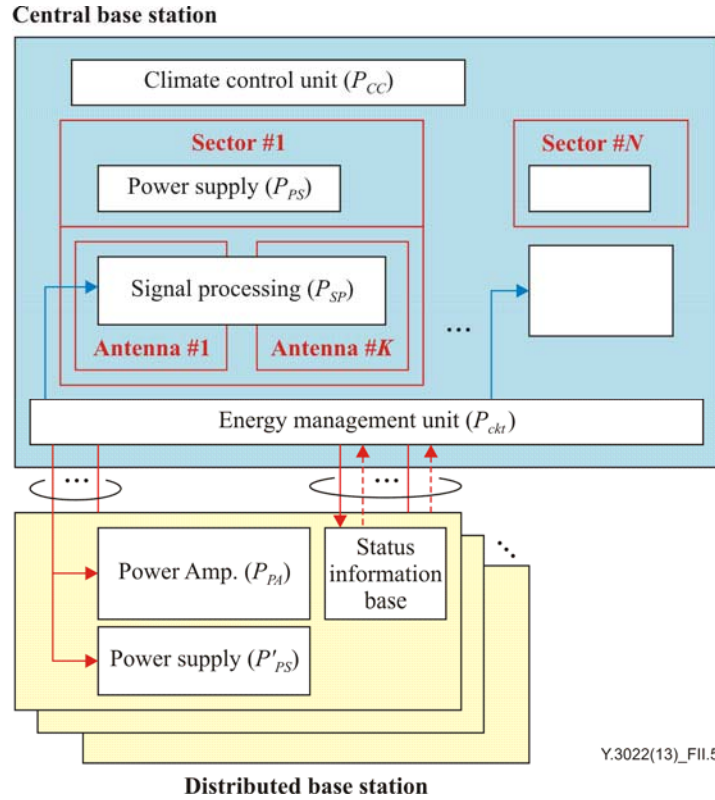 Central base station
Climate control unit (P_CC)
Sector #1
Sector #N
Power supply (P_PS)
Signal processing (P_SP)
...
Antenna #1
Antenna #K
Energy management unit (P_ckt)
...
...
Power Amp. (P_PA)
Status
information
base
Power supply (P'_PS)
Y.3022(13)_FII.5
Distributed base station